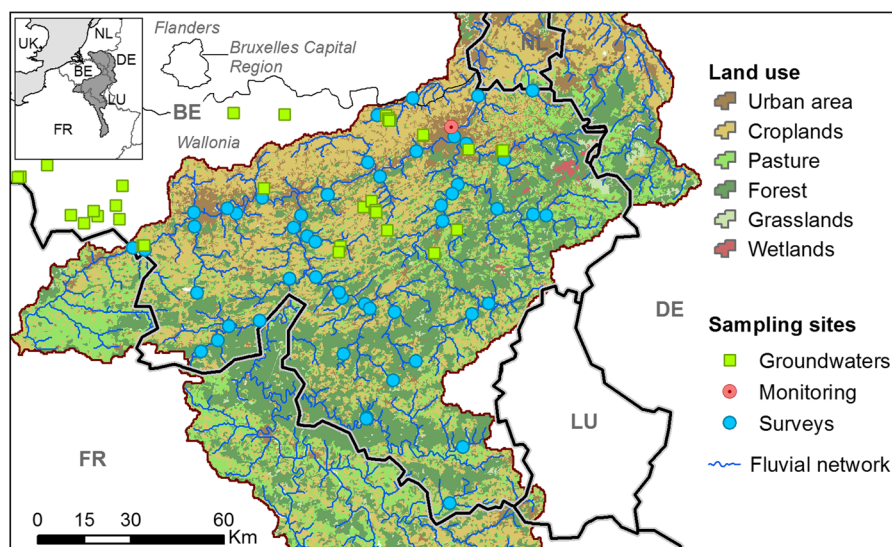 UK
NL
BE
DE
LU
FR
Flanders
Bruxelles Capital
Region
NL
BE
Wallonia
DE
LU
FR
Land use
Urban area
Croplands
Pasture
Forest
Grasslands
Wetlands
Sampling sites
Groundwaters
Monitoring
Surveys
Fluvial network
0 15 30 60
Km